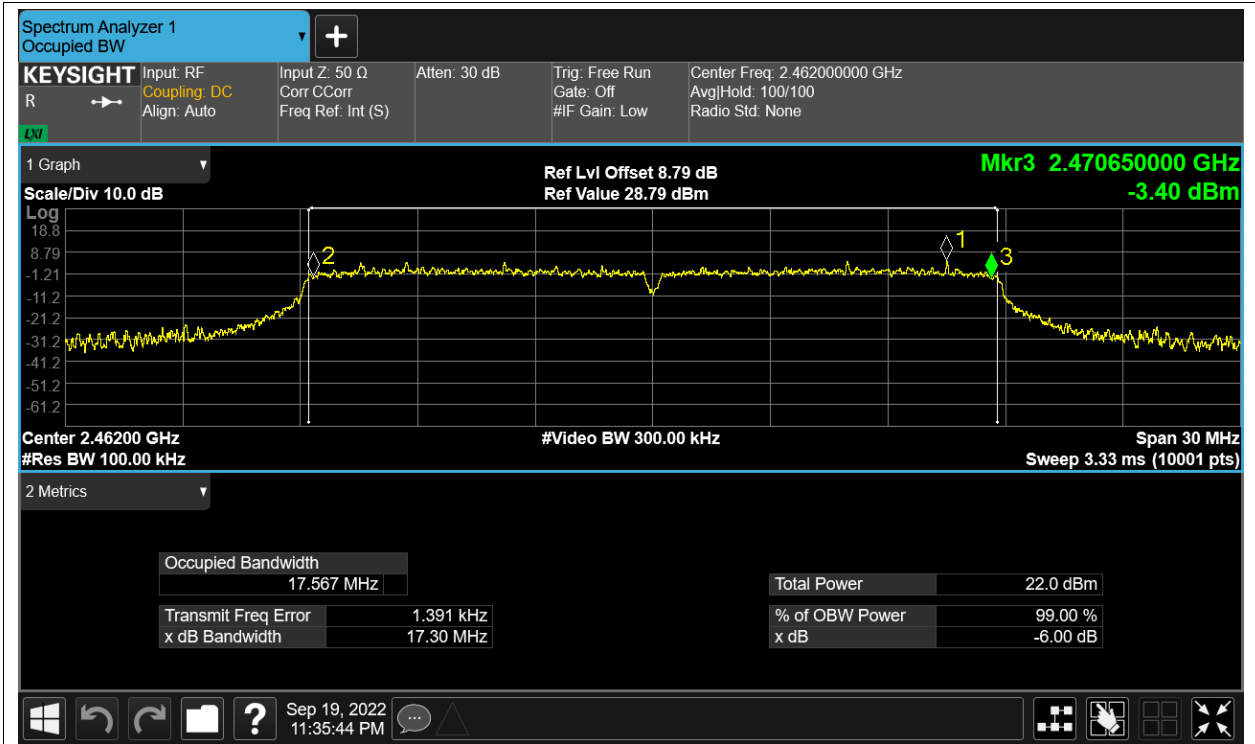 Spectrum Analyzer 1
Occupied BW
▼
+
KEYSIGHT
R
LXI
Input: RF
Coupling: DC
Align: Auto
Input Z: 50 Ω
Corr CCorr
Freq Ref: Int (S)
Atten: 30 dB
Trig: Free Run
Gate: Off
#IF Gain: Low
Center Freq: 2.462000000 GHz
Avg|Hold: 100/100
Radio Std: None
1 Graph ▼
Scale/Div 10.0 dB
Ref Lvl Offset 8.79 dB
Ref Value 28.79 dBm
Mkr3 2.470650000 GHz
-3.40 dBm
Log
18.8
8.79
-1.21
-11.2
-21.2
-31.2
-41.2
-51.2
-61.2
2
1
3
Center 2.46200 GHz
#Video BW 300.00 kHz
Span 30 MHz
#Res BW 100.00 kHz
Sweep 3.33 ms (10001 pts)
2 Metrics ▼
Occupied Bandwidth
17.567 MHz
Total Power 22.0 dBm
Transmit Freq Error 1.391 kHz
% of OBW Power 99.00 %
x dB Bandwidth 17.30 MHz
x dB -6.00 dB
?
Sep 19, 2022
11:35:44 PM